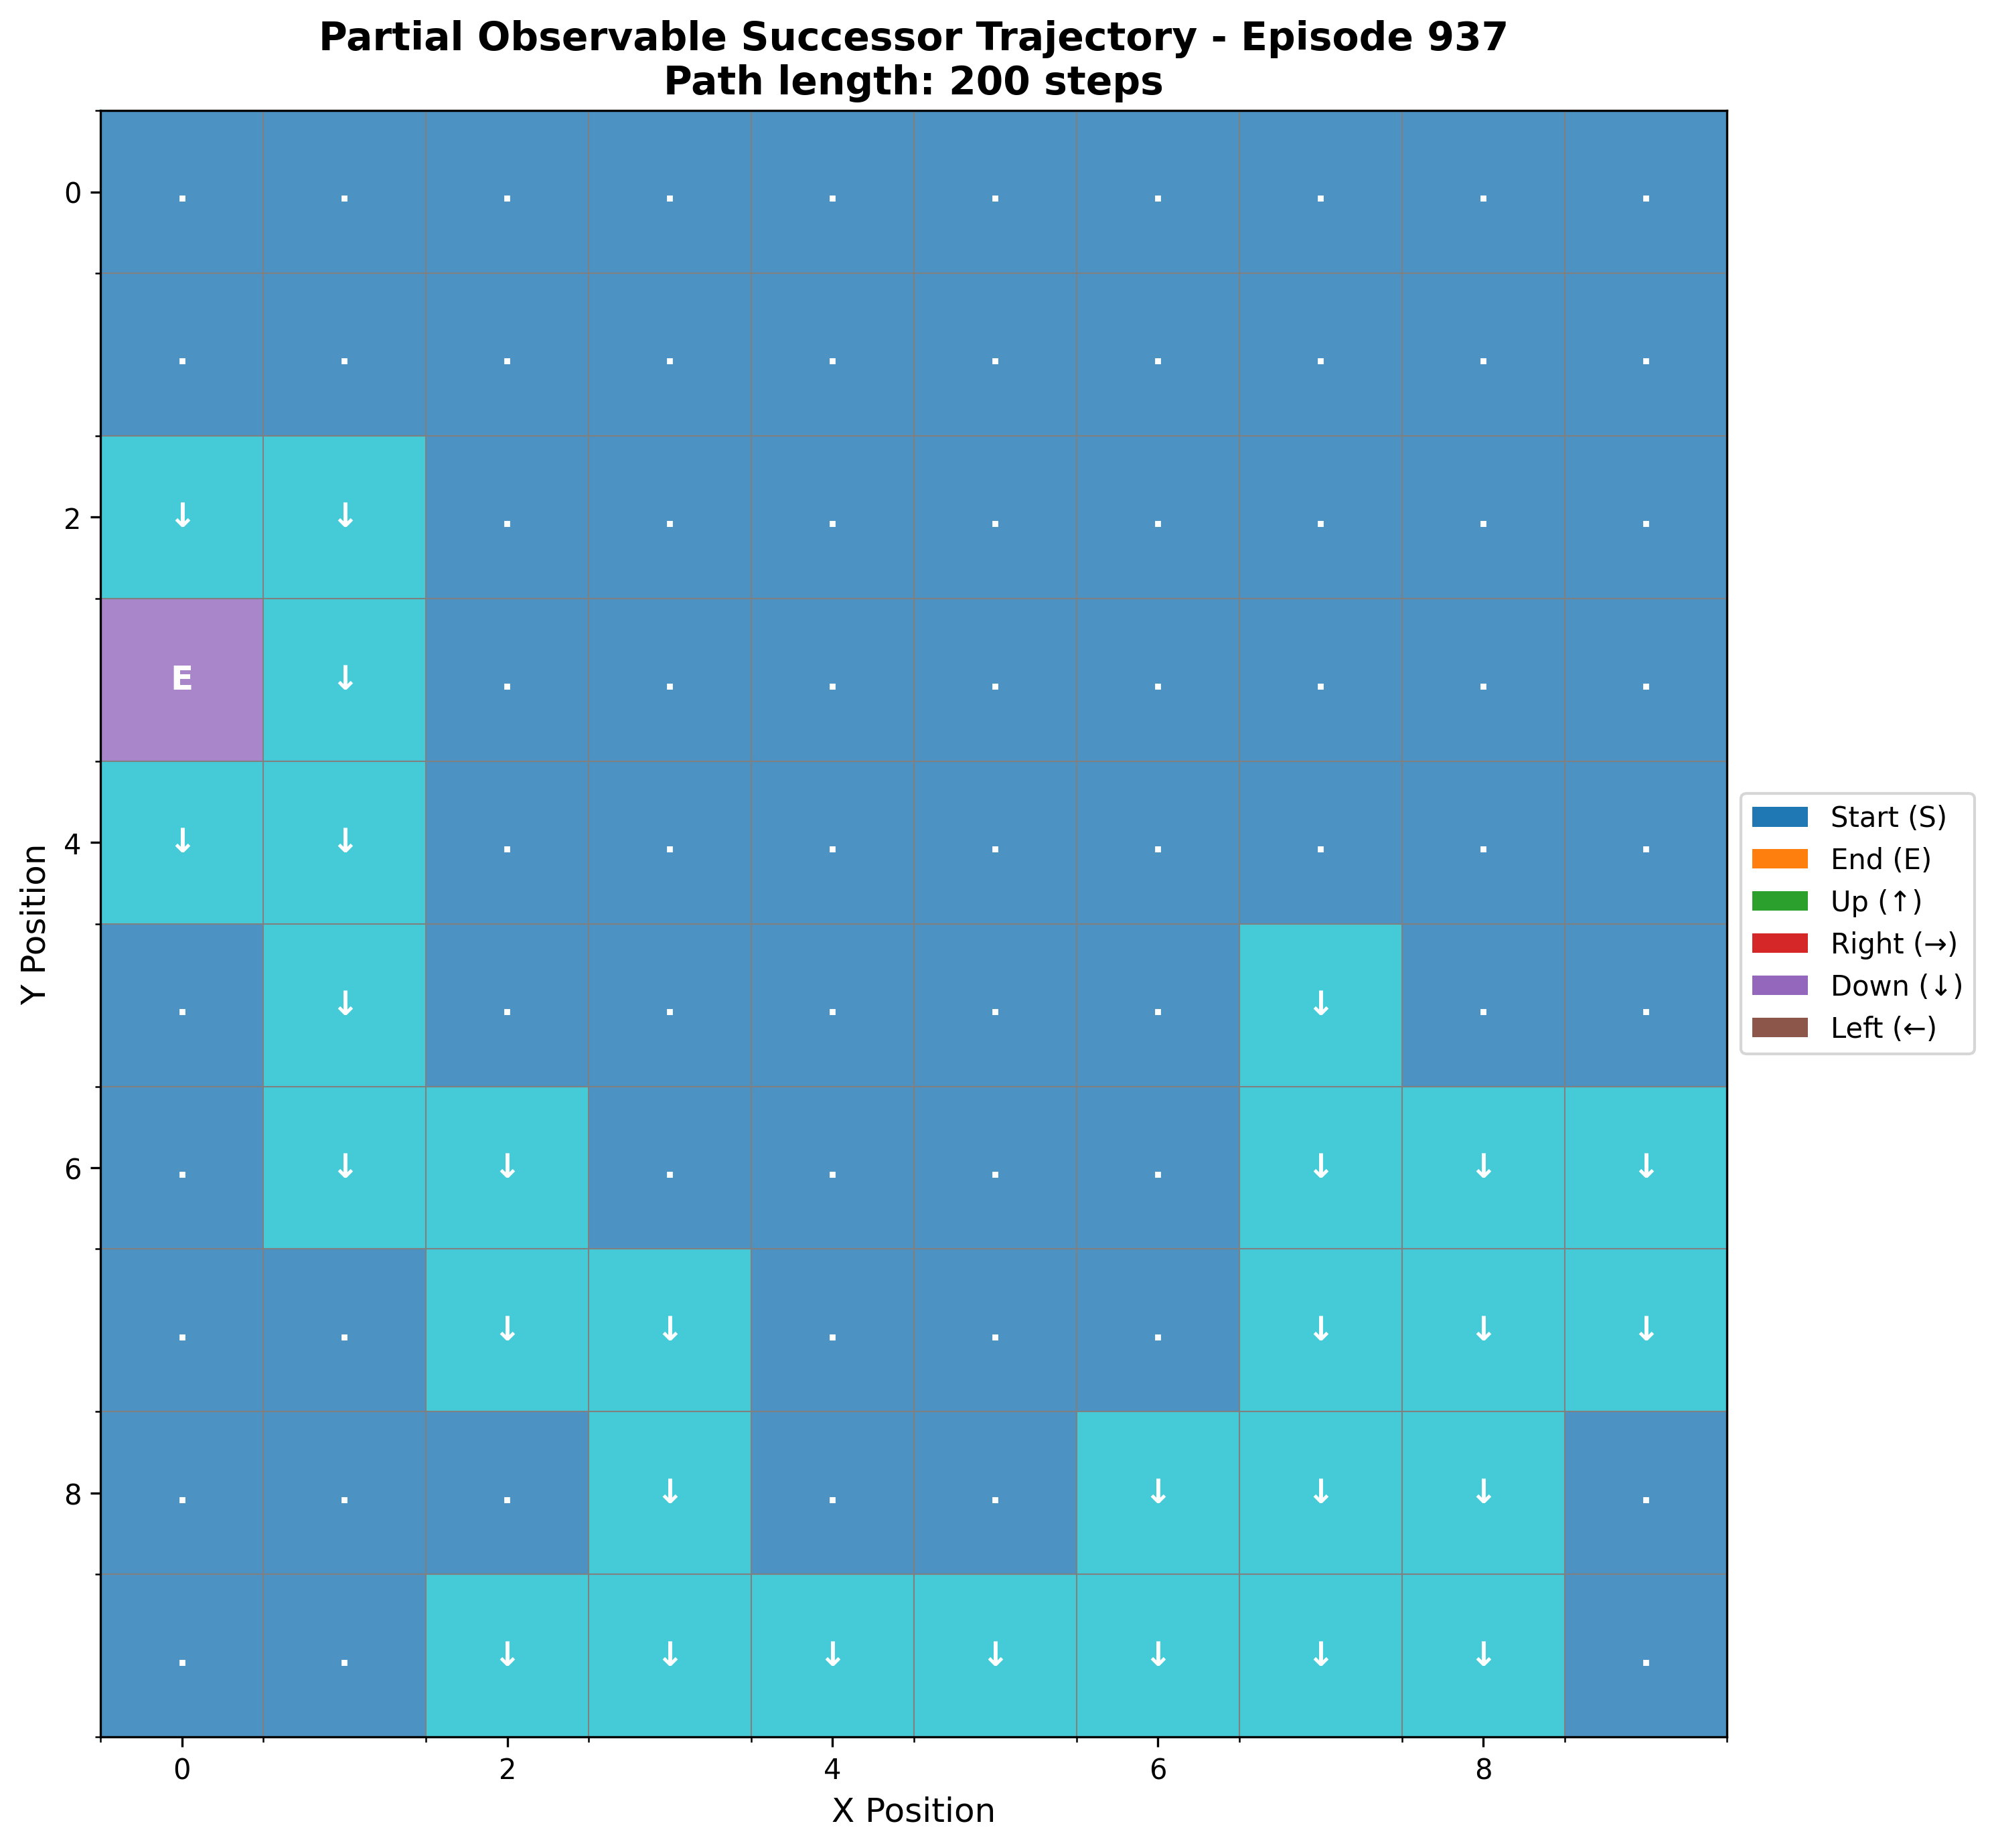 Partial Observable Successor Trajectory - Episode 937
Path length: 200 steps
0 . . . . . . . . . .
. . . . . . . . . .
2 ↓ ↓ . . . . . . . .
E ↓ . . . . . . . .
4 ↓ ↓ . . . . . . . .
. ↓ . . . . . ↓ . .
6 . ↓ ↓ . . . . ↓ ↓ ↓
. . ↓ ↓ . . . ↓ ↓ ↓
8 . . . ↓ . . ↓ ↓ ↓ .
. . ↓ ↓ ↓ ↓ ↓ ↓ ↓ .
0 2 4 6 8
X Position
Y Position
Start (S)
End (E)
Up (↑)
Right (→)
Down (↓)
Left (←)